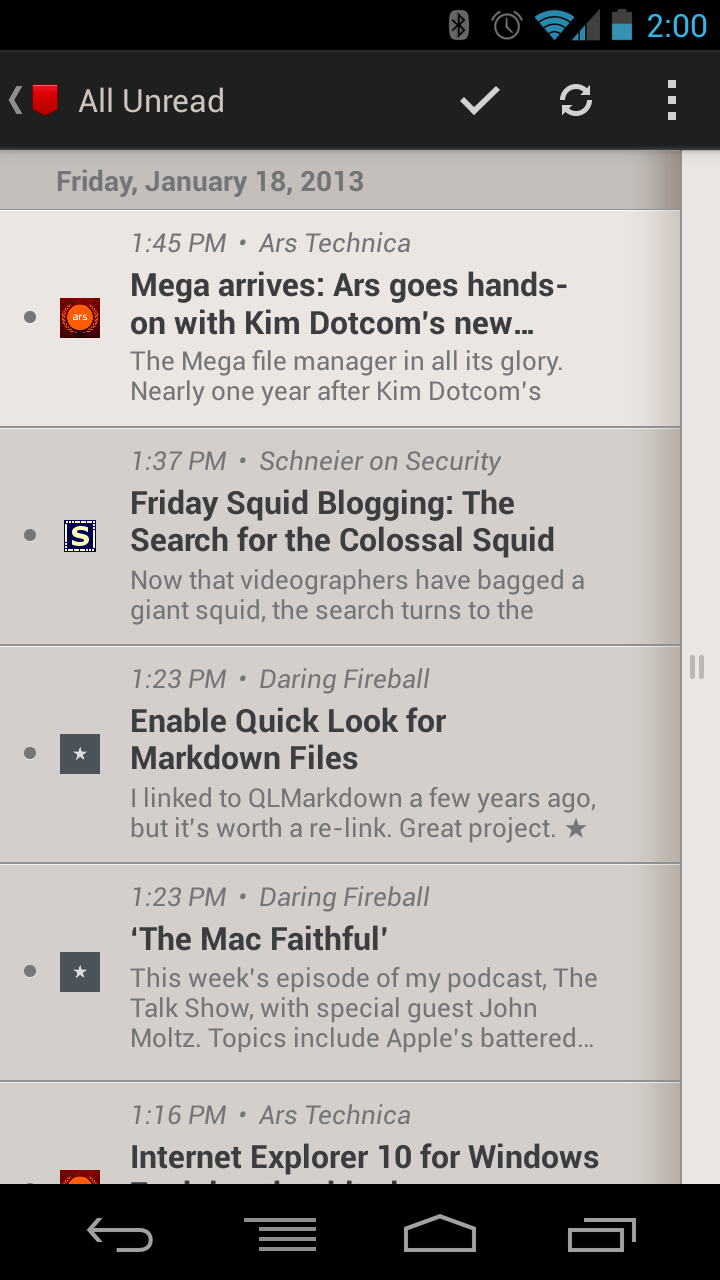 2:00
All Unread
Friday, January 18, 2013
1:45 PM • Ars Technica
ars
Mega arrives: Ars goes hands-
on with Kim Dotcom's new…
The Mega file manager in all its glory.
Nearly one year after Kim Dotcom's
1:37 PM • Schneier on Security
S
Friday Squid Blogging: The
Search for the Colossal Squid
Now that videographers have bagged a
giant squid, the search turns to the
1:23 PM • Daring Fireball
Enable Quick Look for
Markdown Files
I linked to QLMarkdown a few years ago,
but it's worth a re-link. Great project. ★
1:23 PM • Daring Fireball
‘The Mac Faithful’
This week's episode of my podcast, The
Talk Show, with special guest John
Moltz. Topics include Apple's battered…
1:16 PM • Ars Technica
Internet Explorer 10 for Windows